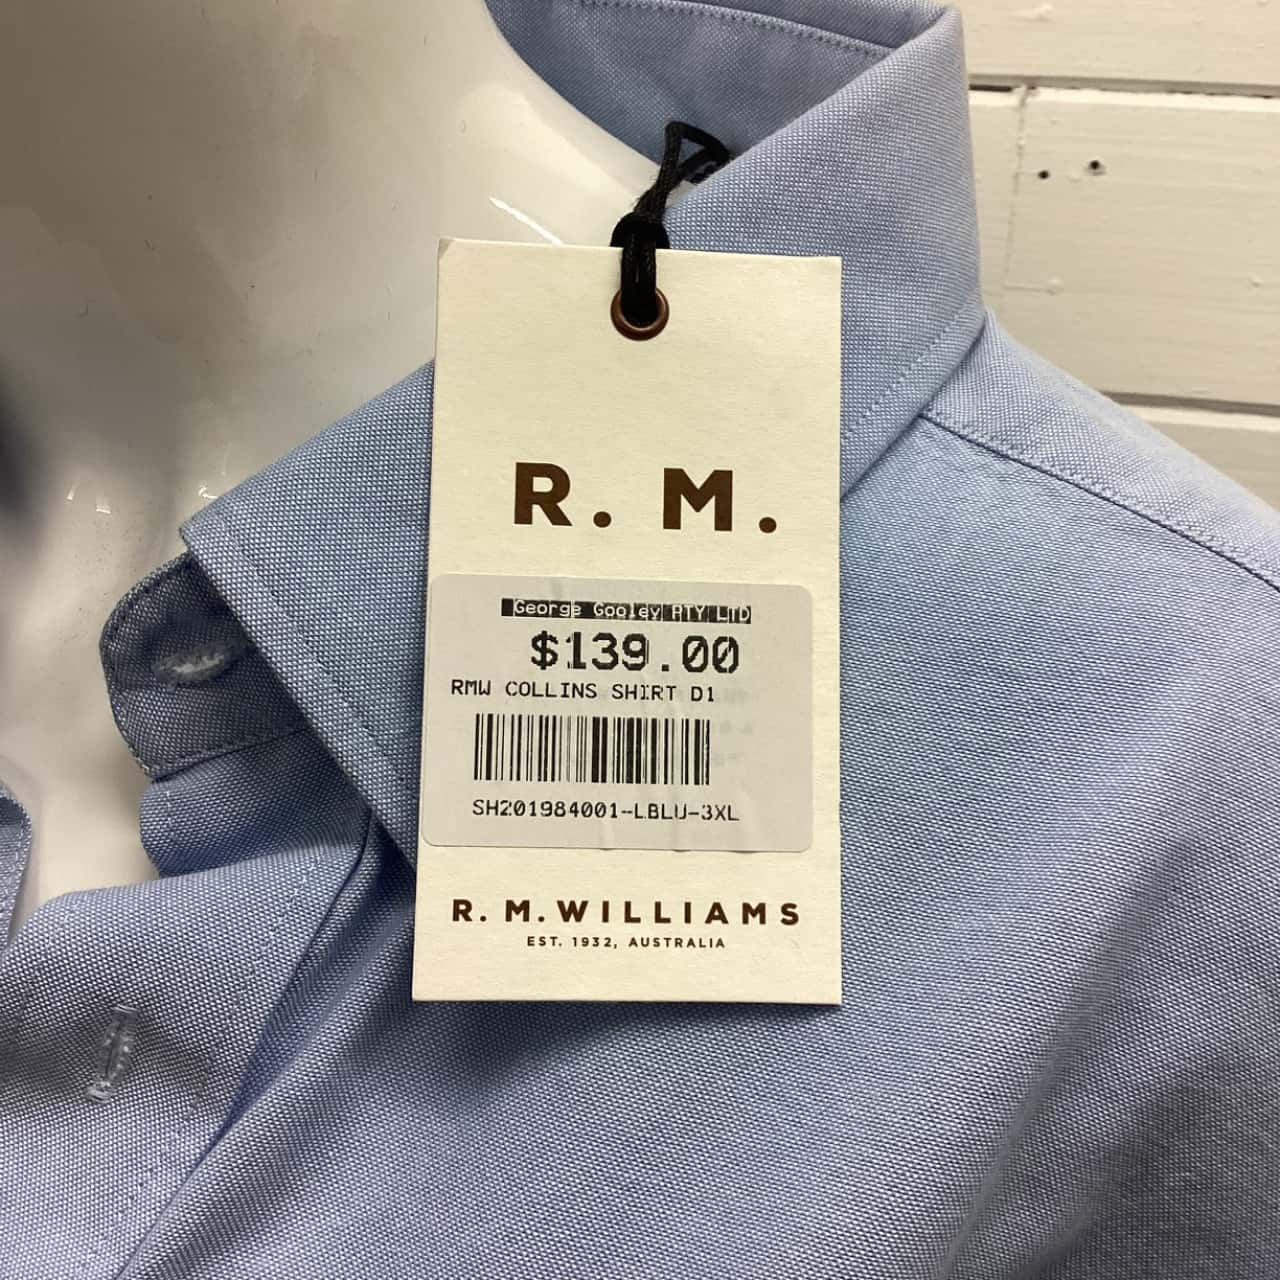 R. M.
George Gooley PTY LTD
$139.00
RMW COLLINS SHIRT D1
SH201984001-LBLU-3XL
R.M.WILLIAMS
EST. 1932, AUSTRALIA